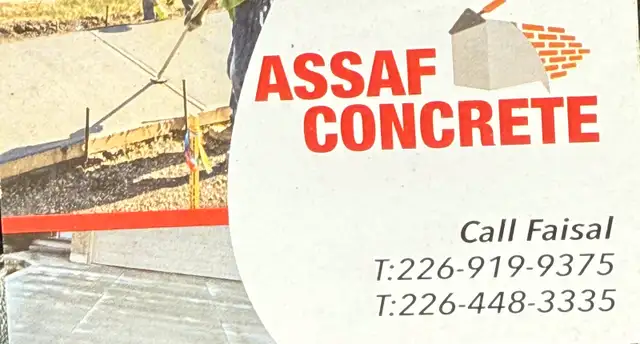 ASSAF
CONCRETE
Call Faisal
T:226-919-9375
T:226-448-3335